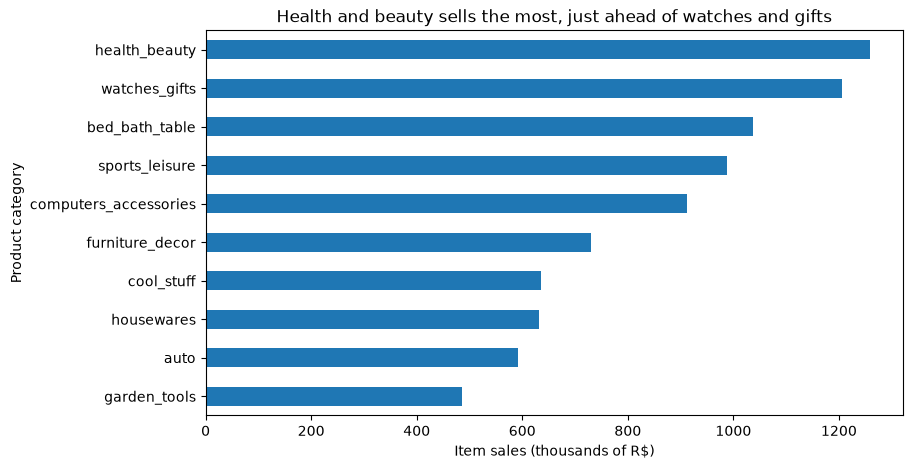 Health and beauty sells the most, just ahead of watches and gifts
Product category
health_beauty
watches_gifts
bed_bath_table
sports_leisure
computers_accessories
furniture_decor
cool_stuff
housewares
auto
garden_tools
0 200 400 600 800 1000 1200
Item sales (thousands of R$)